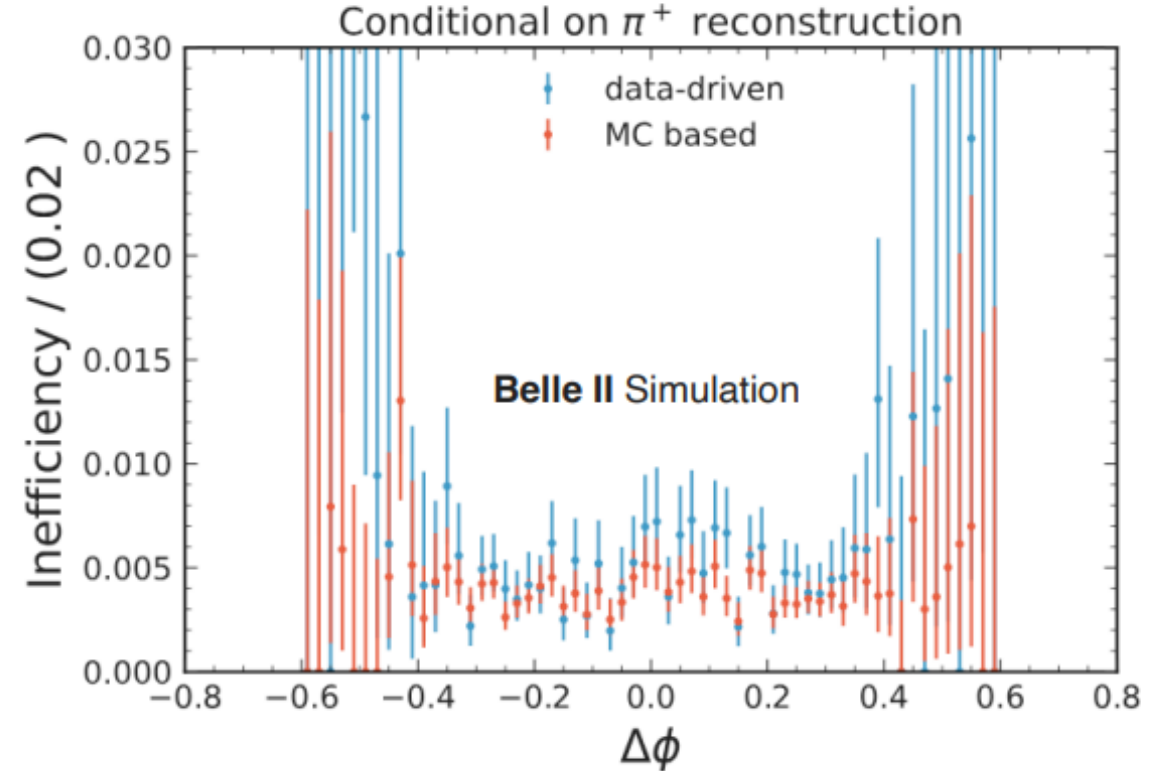 Conditional on π⁺ reconstruction
Inefficiency / (0.02 )
0.030
0.025
0.020
0.015
0.010
0.005
0.000
data-driven
MC based
Belle II Simulation
−0.8 −0.6 −0.4 −0.2 0.0 0.2 0.4 0.6 0.8
Δϕ